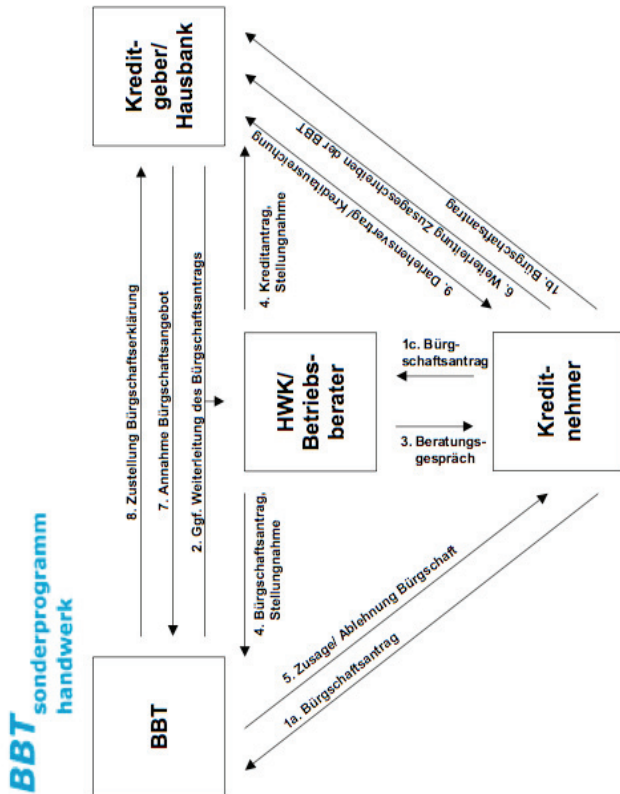 BBT sonderprogramm
handwerk
BBT
Kredit-
geber/
Hausbank
8. Zustellung Bürgschaftserklärung
7. Annahme Bürgschaftsangebot
2. Ggf. Weiterleitung des Bürgschaftsantrags
4. Bürgschaftsantrag,
Stellungnahme
4. Kreditantrag,
Stellungnahme
HWK/
Betriebs-
berater
5. Zusage/ Ablehnung Bürgschaft
1a. Bürgschaftsantrag
3. Beratungs-
gespräch
1c. Bürg-
schaftsantrag
9. Darlehensvertrag/ Kreditausreichung
6. Weiterleitung Zusageschreiben der BBT
1b. Bürgschaftsantrag
Kredit-
nehmer